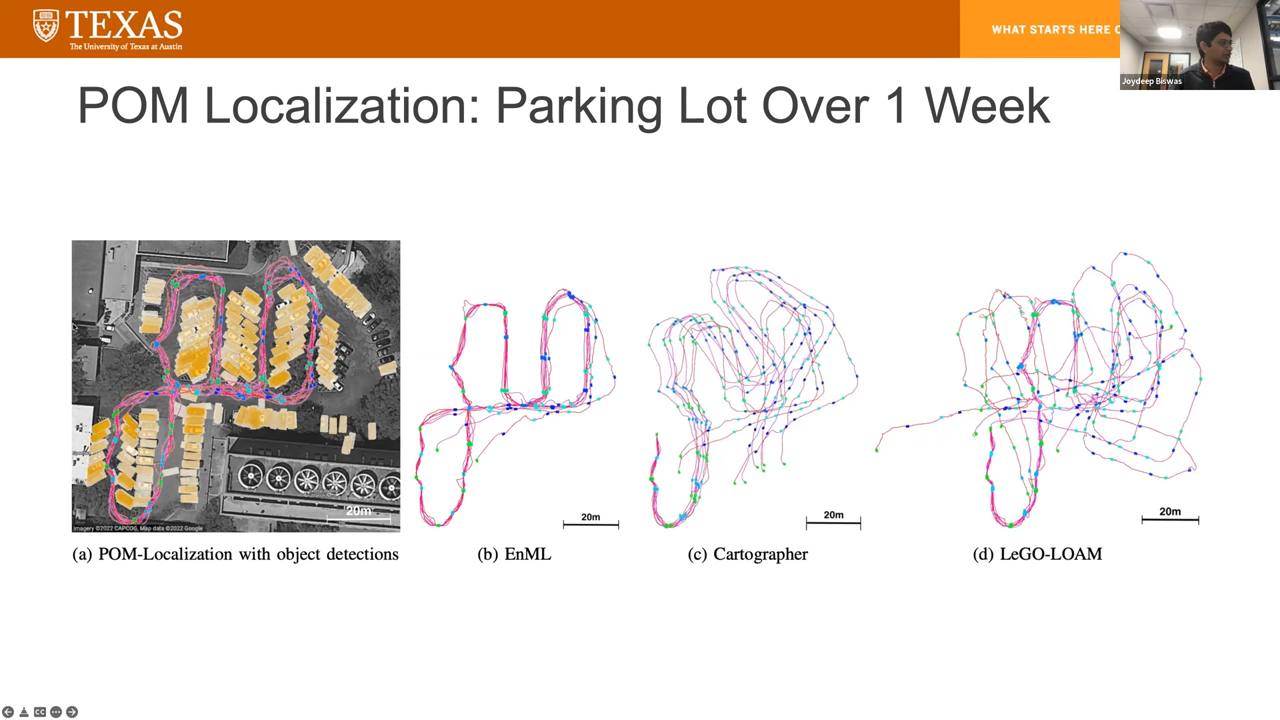 TEXAS
The University of Texas at Austin
WHAT STARTS HERE C
Joydeep Biswas
POM Localization: Parking Lot Over 1 Week
20m
Imagery ©2022 CAPCOG, Map data ©2022 Google
20m
20m
20m
(a) POM-Localization with object detections
(b) EnML
(c) Cartographer
(d) LeGO-LOAM